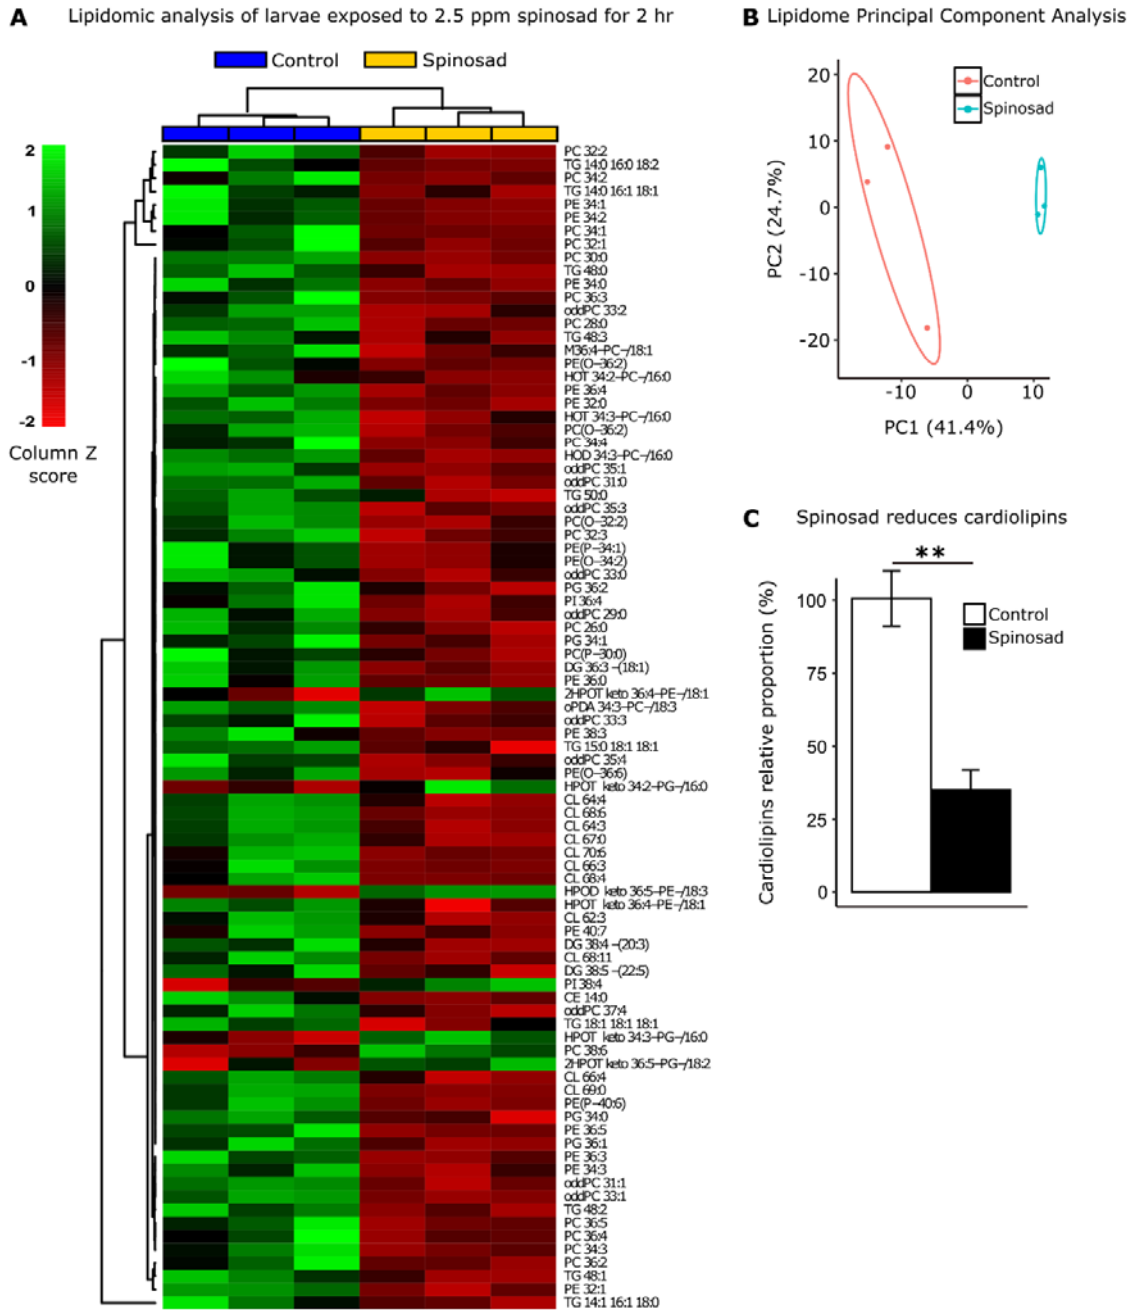 A Lipidomic analysis of larvae exposed to 2.5 ppm spinosad for 2 hr
Control Spinosad
2
1
0
-1
-2
Column Z
score
PC 32:2
TG 14:0 16:0 18:2
PC 34:2
TG 14:0 16:1 18:1
PE 34:1
PE 34:2
PC 34:1
PC 32:1
PC 30:0
TG 48:0
PE 34:0
PC 36:3
oddPC 33:2
PC 28:0
TG 48:3
M36:4-PC-/18:1
PE(O-36:2)
HOT 34:2-PC-/16:0
PE 36:4
PE 32:0
HOT 34:3-PC-/16:0
PC(O-36:2)
PC 34:4
HOD 34:3-PC-/16:0
oddPC 35:1
oddPC 31:0
TG 50:0
oddPC 35:3
PC(O-32:2)
PC 32:3
PE(P-34:1)
PE(O-34:2)
oddPC 33:0
PG 36:2
PI 36:4
oddPC 29:0
PC 26:0
PG 34:1
PC(P-30:0)
DG 36:3 -(18:1)
PE 36:0
2HPOT keto 36:4-PE-/18:1
oPDA 34:3-PC-/18:3
oddPC 33:3
PE 38:3
TG 15:0 18:1 18:1
oddPC 35:4
PE(O-36:6)
HPOT keto 34:2-PG-/16:0
CL 64:4
CL 68:6
CL 64:3
CL 67:0
CL 70:6
CL 66:3
CL 68:4
HPOD keto 36:5-PE-/18:3
HPOT keto 36:4-PE-/18:1
CL 62:3
PE 40:7
DG 38:4 -(20:3)
CL 68:11
DG 38:5 -(22:5)
PI 38:4
CE 14:0
oddPC 37:4
TG 18:1 18:1 18:1
HPOT keto 34:3-PG-/16:0
PC 38:6
2HPOT keto 36:5-PG-/18:2
CL 66:4
CL 69:0
PE(P-40:6)
PG 34:0
PE 36:5
PG 36:1
PE 36:3
PE 34:3
oddPC 31:1
oddPC 33:1
TG 48:2
PC 36:5
PC 36:4
PC 34:3
PC 36:2
TG 48:1
PE 32:1
TG 14:1 16:1 18:0
B Lipidome Principal Component Analysis
Control
Spinosad
PC2 (24.7%)
20
10
0
-10
-20
-10 0 10
PC1 (41.4%)
C Spinosad reduces cardiolipins
**
Control
Spinosad
Cardiolipins relative proportion (%)
100
75
50
25
0